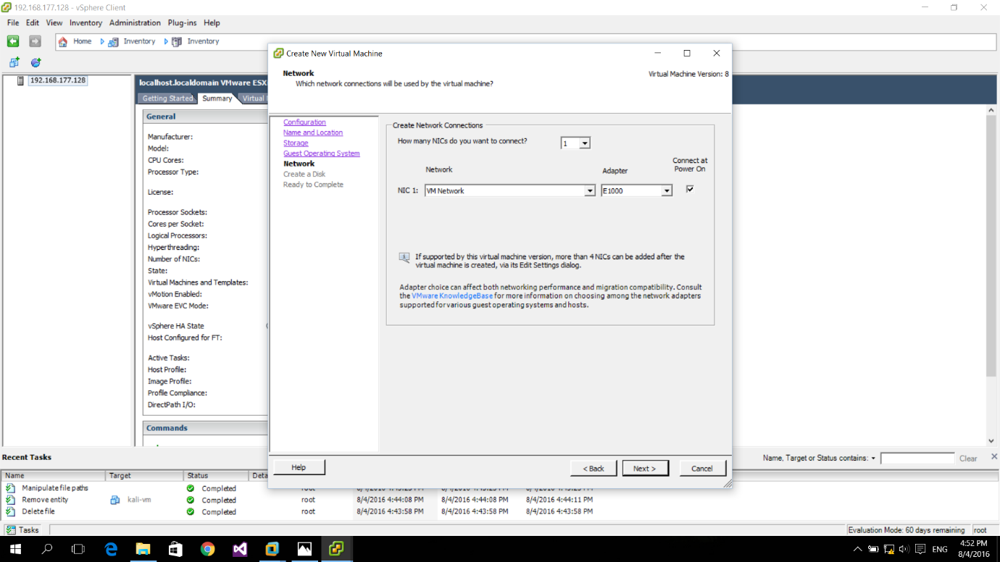 192.168.177.128 - vSphere Client
File Edit View Inventory Administration Plug-ins Help
Home Inventory Inventory
192.168.177.128
localhost.localdomain VMware ESX
Getting Started Summary Virtual
General
Manufacturer:
Model:
CPU Cores:
Processor Type:
License:
Processor Sockets:
Cores per Socket:
Logical Processors:
Hyperthreading:
Number of NICs:
State:
Virtual Machines and Templates:
vMotion Enabled:
VMware EVC Mode:
vSphere HA State
Host Configured for FT:
Active Tasks:
Host Profile:
Image Profile:
Profile Compliance:
DirectPath I/O:
Commands
Create New Virtual Machine
Network
Which network connections will be used by the virtual machine?
Virtual Machine Version: 8
Configuration
Name and Location
Storage
Guest Operating System
Network
Create a Disk
Ready to Complete
Create Network Connections
How many NICs do you want to connect? 1
Network Adapter Connect at
Power On
NIC 1: VM Network E1000
If supported by this virtual machine version, more than 4 NICs can be added after the
virtual machine is created, via its Edit Settings dialog.
Adapter choice can affect both networking performance and migration compatibility. Consult
the VMware KnowledgeBase for more information on choosing among the network adapters
supported for various guest operating systems and hosts.
Help < Back Next > Cancel
Recent Tasks
Name, Target or Status contains: Clear
Name Target Status Deta
Manipulate file paths Completed root 8/4/2016 4:43:23 PM
Remove entity kali-vm Completed root 8/4/2016 4:44:08 PM 8/4/2016 4:44:08 PM 8/4/2016 4:44:11 PM
Delete file Completed root 8/4/2016 4:43:58 PM 8/4/2016 4:43:58 PM 8/4/2016 4:43:58 PM
Tasks
Evaluation Mode: 60 days remaining root
ENG
4:52 PM
8/4/2016